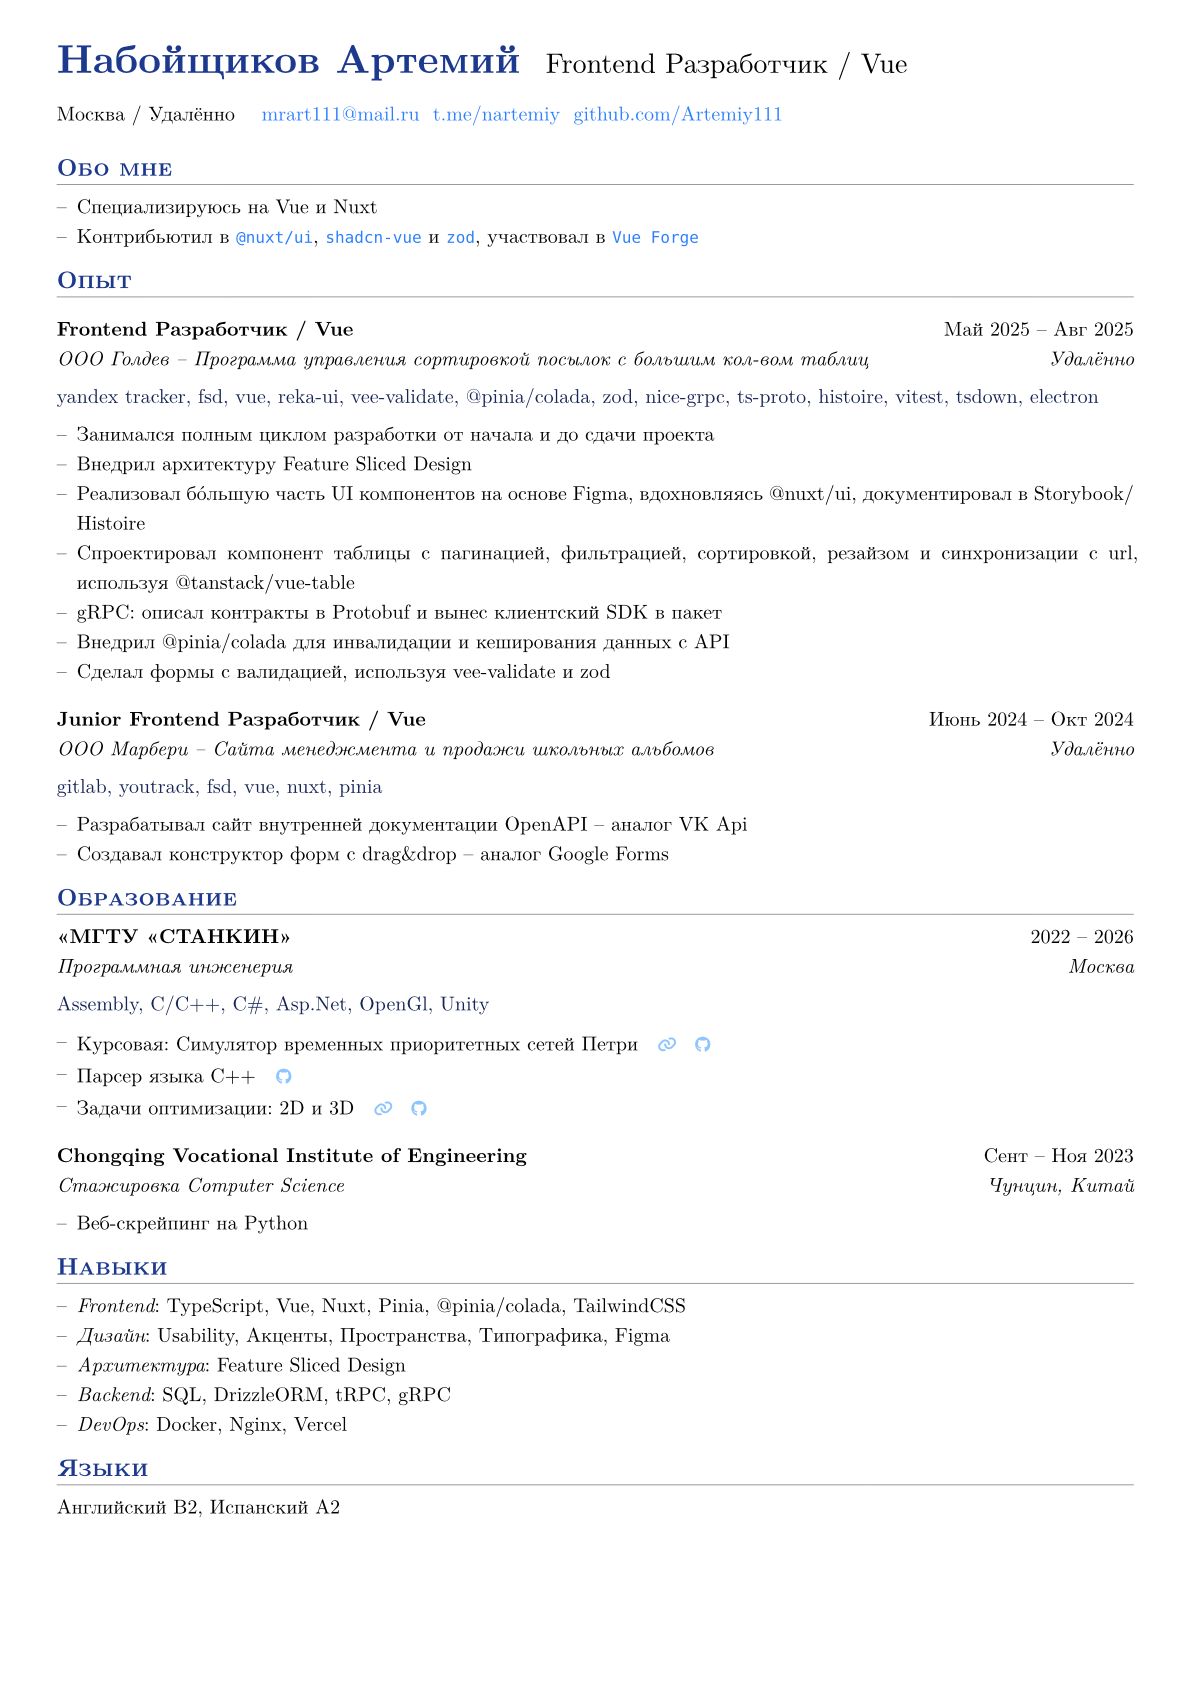 Набойщиков Артемий Frontend Разработчик / Vue
Москва / Удалённо mrart111@mail.ru t.me/nartemiy github.com/Artemiy111
Обо мне
– Специализируюсь на Vue и Nuxt
– Контрибьютил в @nuxt/ui, shadcn-vue и zod, участвовал в Vue Forge
Опыт
Frontend Разработчик / Vue Май 2025 – Авг 2025
ООО Голдев – Программа управления сортировкой посылок с большим кол-вом таблиц Удалённо
yandex tracker, fsd, vue, reka-ui, vee-validate, @pinia/colada, zod, nice-grpc, ts-proto, histoire, vitest, tsdown, electron
– Занимался полным циклом разработки от начала и до сдачи проекта
– Внедрил архитектуру Feature Sliced Design
– Реализовал бо́льшую часть UI компонентов на основе Figma, вдохновляясь @nuxt/ui, документировал в Storybook/
Histoire
– Спроектировал компонент таблицы с пагинацией, фильтрацией, сортировкой, резайзом и синхронизации с url,
используя @tanstack/vue-table
– gRPC: описал контракты в Protobuf и вынес клиентский SDK в пакет
– Внедрил @pinia/colada для инвалидации и кеширования данных с API
– Сделал формы с валидацией, используя vee-validate и zod
Junior Frontend Разработчик / Vue Июнь 2024 – Окт 2024
ООО Марбери – Сайта менеджмента и продажи школьных альбомов Удалённо
gitlab, youtrack, fsd, vue, nuxt, pinia
– Разрабатывал сайт внутренней документации OpenAPI – аналог VK Api
– Создавал конструктор форм с drag&drop – аналог Google Forms
Образование
«МГТУ «СТАНКИН» 2022 – 2026
Программная инженерия Москва
Assembly, C/C++, C#, Asp.Net, OpenGl, Unity
– Курсовая: Симулятор временных приоритетных сетей Петри
– Парсер языка C++
– Задачи оптимизации: 2D и 3D
Chongqing Vocational Institute of Engineering Сент – Ноя 2023
Стажировка Computer Science Чунцин, Китай
– Веб-скрейпинг на Python
Навыки
– Frontend: TypeScript, Vue, Nuxt, Pinia, @pinia/colada, TailwindCSS
– Дизайн: Usability, Акценты, Пространства, Типографика, Figma
– Архитектура: Feature Sliced Design
– Backend: SQL, DrizzleORM, tRPC, gRPC
– DevOps: Docker, Nginx, Vercel
Языки
Английский B2, Испанский A2